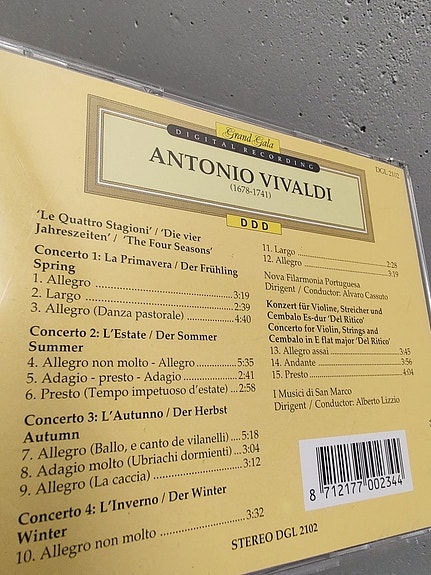 Grand Gala
DIGITAL RECORDING
DGL 2102
ANTONIO VIVALDI
(1678-1741)
DDD
'Le Quattro Stagioni' / 'Die vier
Jahreszeiten' / 'The Four Seasons'
Concerto 1: La Primavera / Der Frühling
Spring
1. Allegro ..... 3:19
2. Largo ..... 2:39
3. Allegro (Danza pastorale) ..... 4:40
Concerto 2: L'Estate / Der Sommer
Summer
4. Allegro non molto - Allegro ..... 5:35
5. Adagio - presto - Adagio ..... 2:41
6. Presto (Tempo impetuoso d'estate) ... 2:58
Concerto 3: L'Autunno / Der Herbst
Autumn
7. Allegro (Ballo, e canto de vilanelli) .... 5:18
8. Adagio molto (Ubriachi dormienti) .... 3:04
9. Allegro (La caccia) ..... 3:12
Concerto 4: L'Inverno / Der Winter
Winter
10. Allegro non molto ..... 3:32
11. Largo ..... 2:28
12. Allegro ..... 3:19
Nova Filarmonia Portuguesa
Dirigent / Conductor: Alvaro Cassuto
Konzert für Violine, Streicher und
Cembalo Es-dur 'Del Ritico'
Concerto for Violin, Strings and
Cembalo in E flat major 'Del Ritico'
13. Allegro assai ..... 3:45
14. Andante ..... 3:56
15. Presto ..... 4:04
I Musici di San Marco
Dirigent / Conductor: Alberto Lizzio
8 712177 002344
STEREO DGL 2102